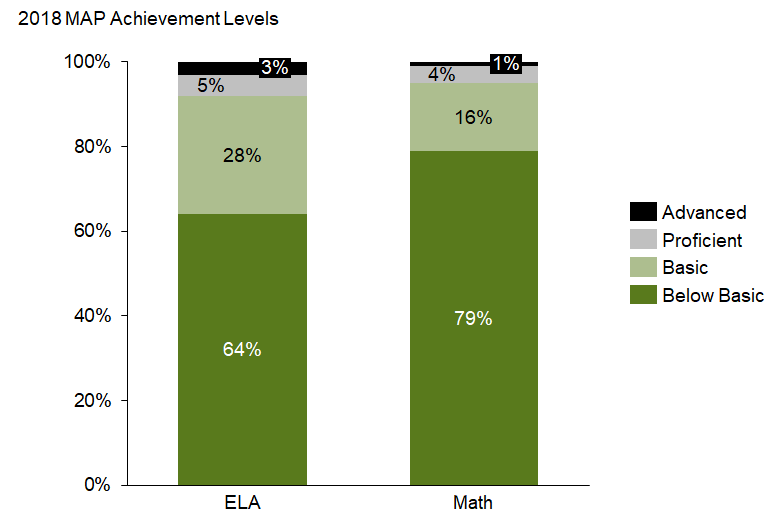 2018 MAP Achievement Levels
100%
80%
60%
40%
20%
0%
3%
5%
28%
64%
1%
4%
16%
79%
ELA
Math
Advanced
Proficient
Basic
Below Basic